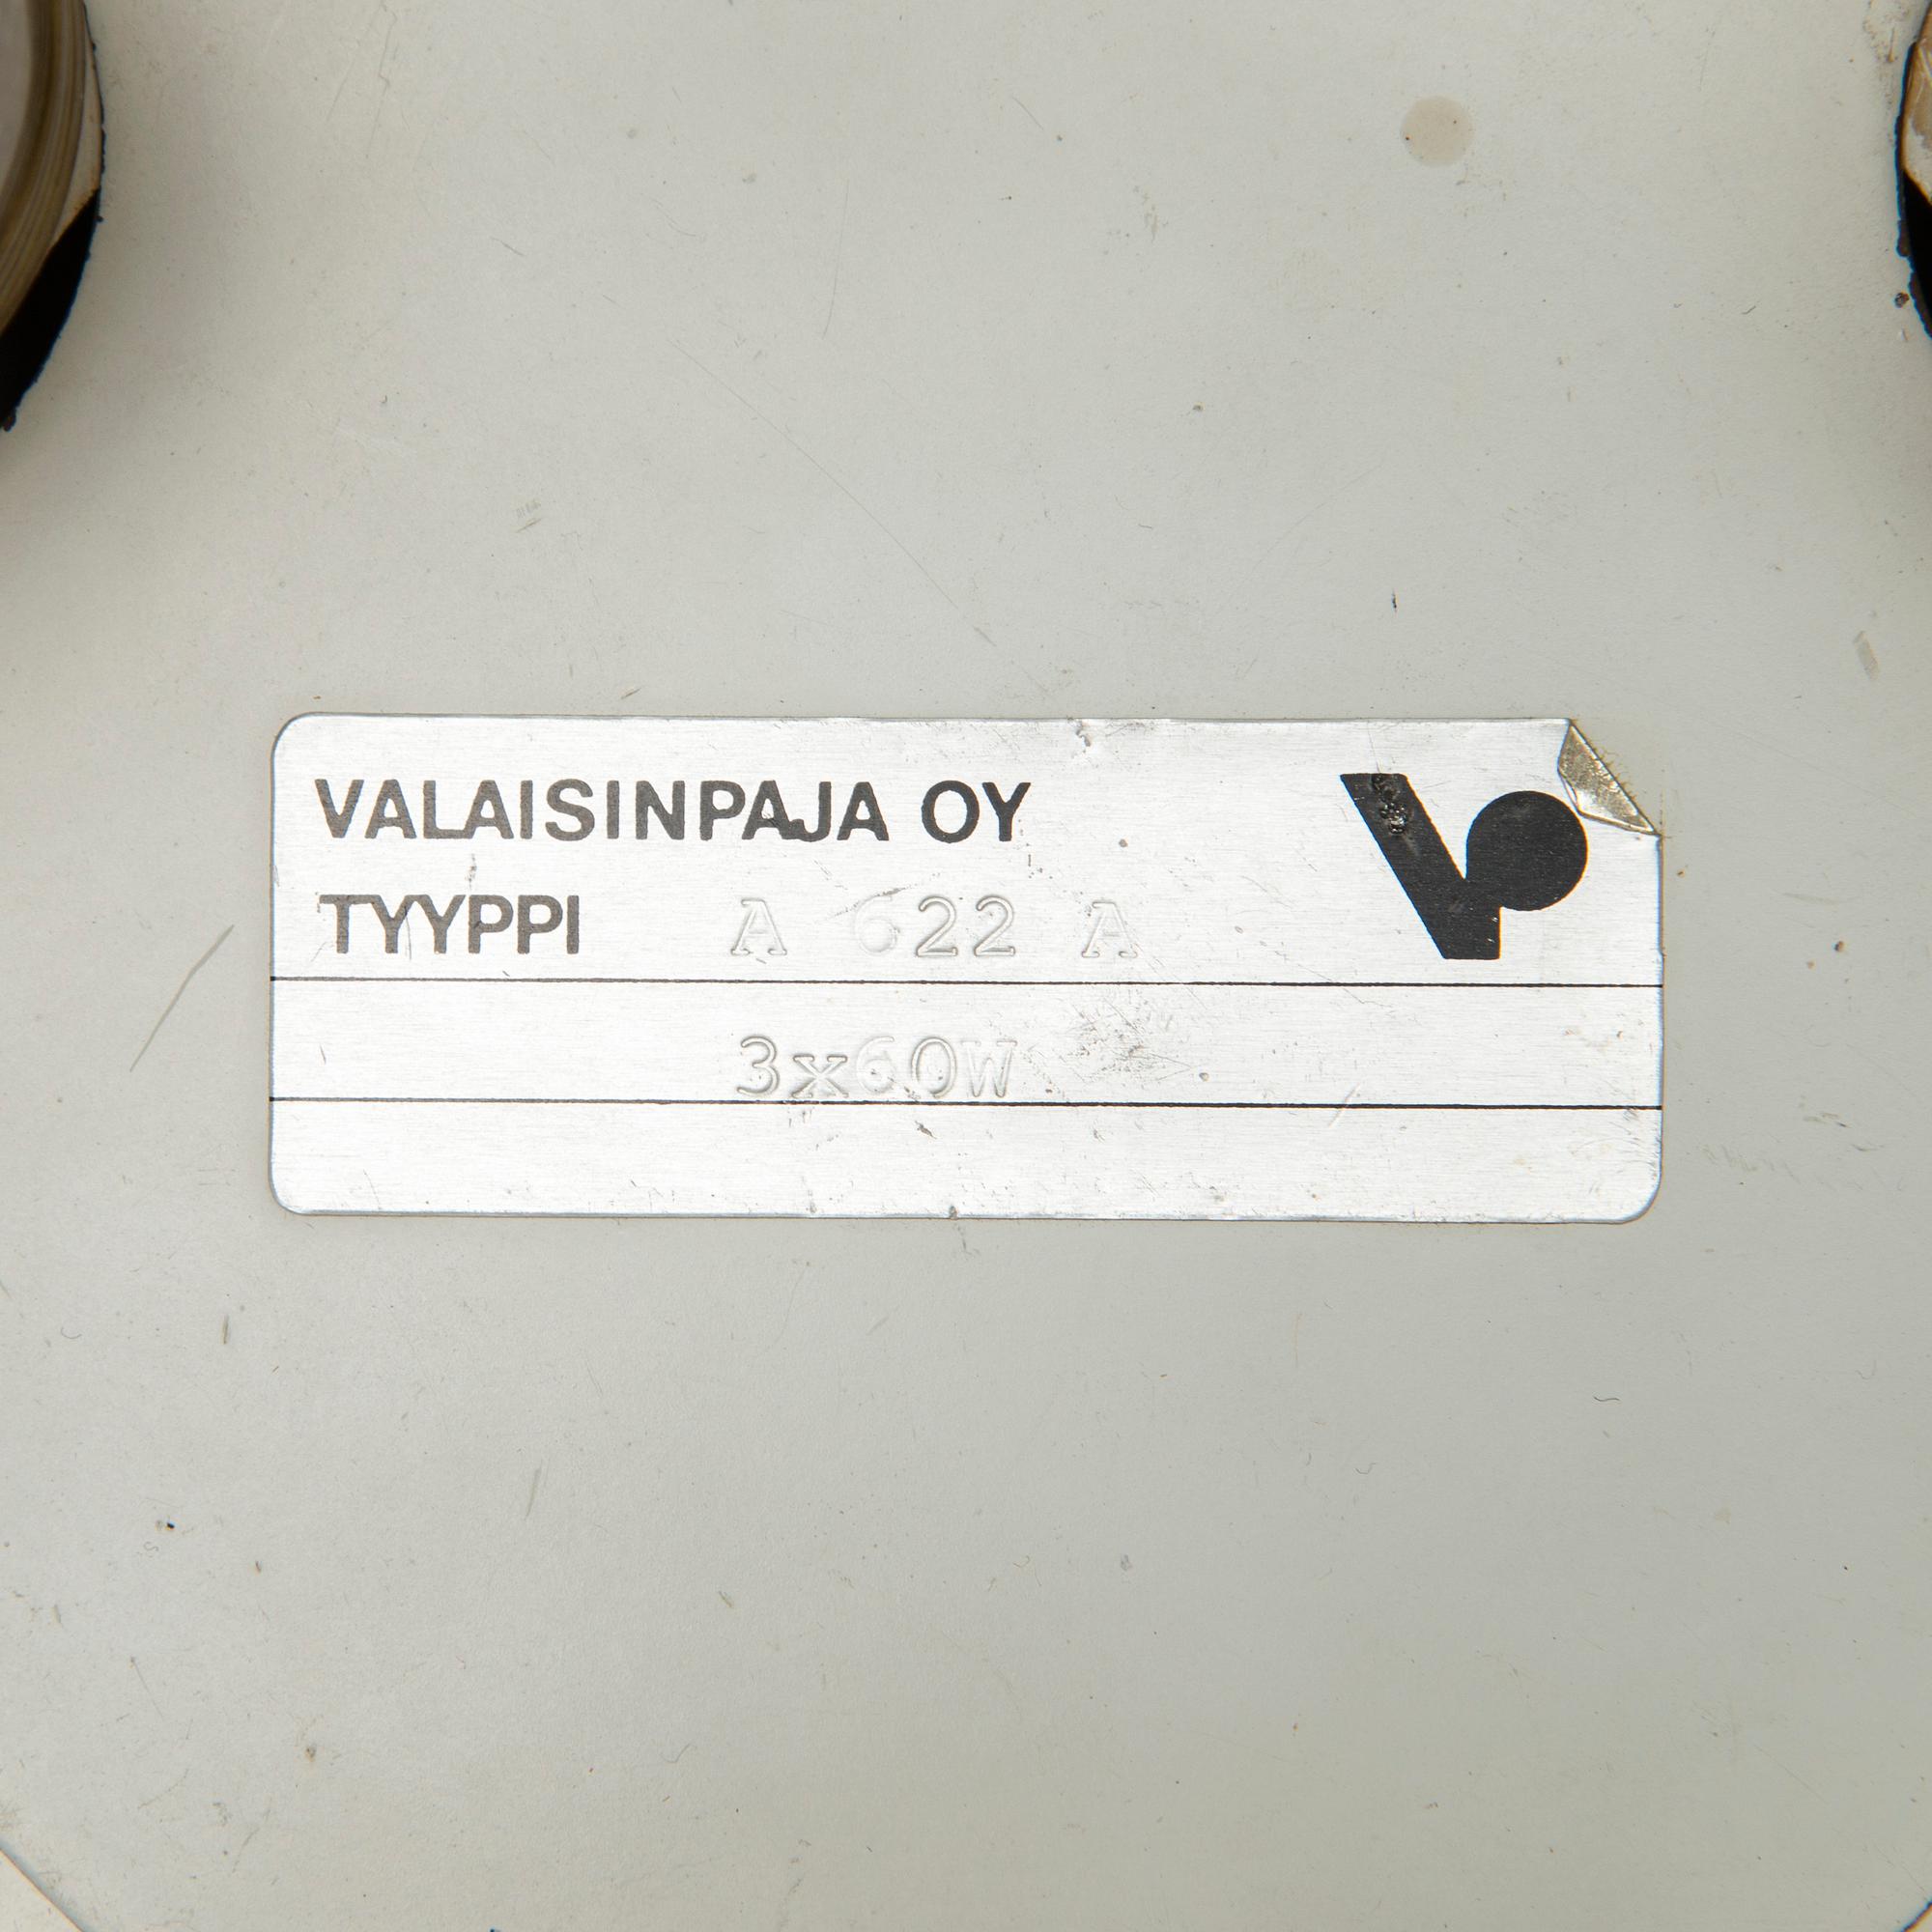 VALAISINPAJA OY
TYYPPI A 622 A
3x60W